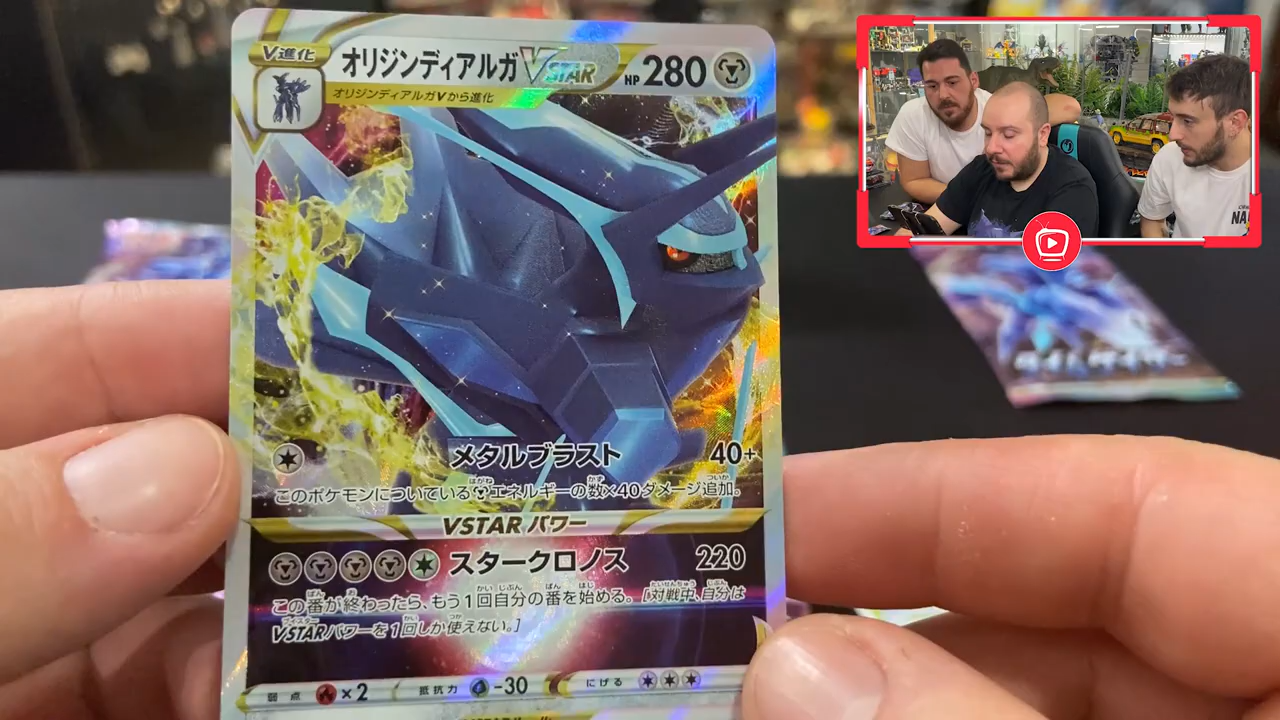 V進化
オリジンディアルガVSTAR
HP 280
オリジンディアルガVから進化
メタルブラスト 40+
このポケモンについているエネルギーの数×40ダメージ追加。
VSTARパワー
スタークロノス 220
この番が終わったら、もう1回自分の番を始める。[対戦中、自分は
VSTARパワーを1回しか使えない。]
弱点 ×2 抵抗力 -30 にげる